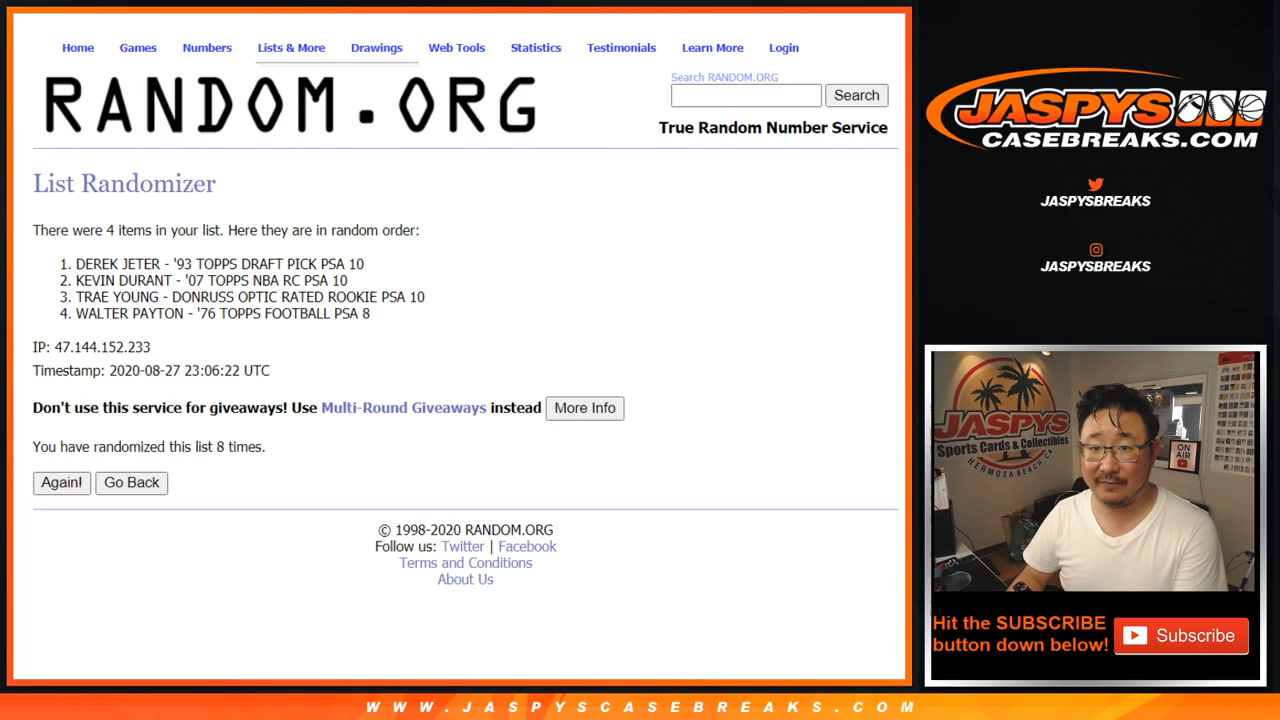 Home Games Numbers Lists & More Drawings Web Tools Statistics Testimonials Learn More Login
RANDOM.ORG
Search RANDOM.ORG
Search
True Random Number Service
List Randomizer
There were 4 items in your list. Here they are in random order:
1. DEREK JETER - '93 TOPPS DRAFT PICK PSA 10
2. KEVIN DURANT - '07 TOPPS NBA RC PSA 10
3. TRAE YOUNG - DONRUSS OPTIC RATED ROOKIE PSA 10
4. WALTER PAYTON - '76 TOPPS FOOTBALL PSA 8
IP: 47.144.152.233
Timestamp: 2020-08-27 23:06:22 UTC
Don't use this service for giveaways! Use Multi-Round Giveaways instead More Info
You have randomized this list 8 times.
Again! Go Back
© 1998-2020 RANDOM.ORG
Follow us: Twitter | Facebook
Terms and Conditions
About Us
JASPYS
CASEBREAKS.COM
JASPYSBREAKS
JASPYSBREAKS
JASPYS
Sports Cards & Collectibles
HERMOSA BEACH, CA
ON
AIR
Hit the SUBSCRIBE
button down below!
Subscribe
WWW.JASPYSCASEBREAKS.COM